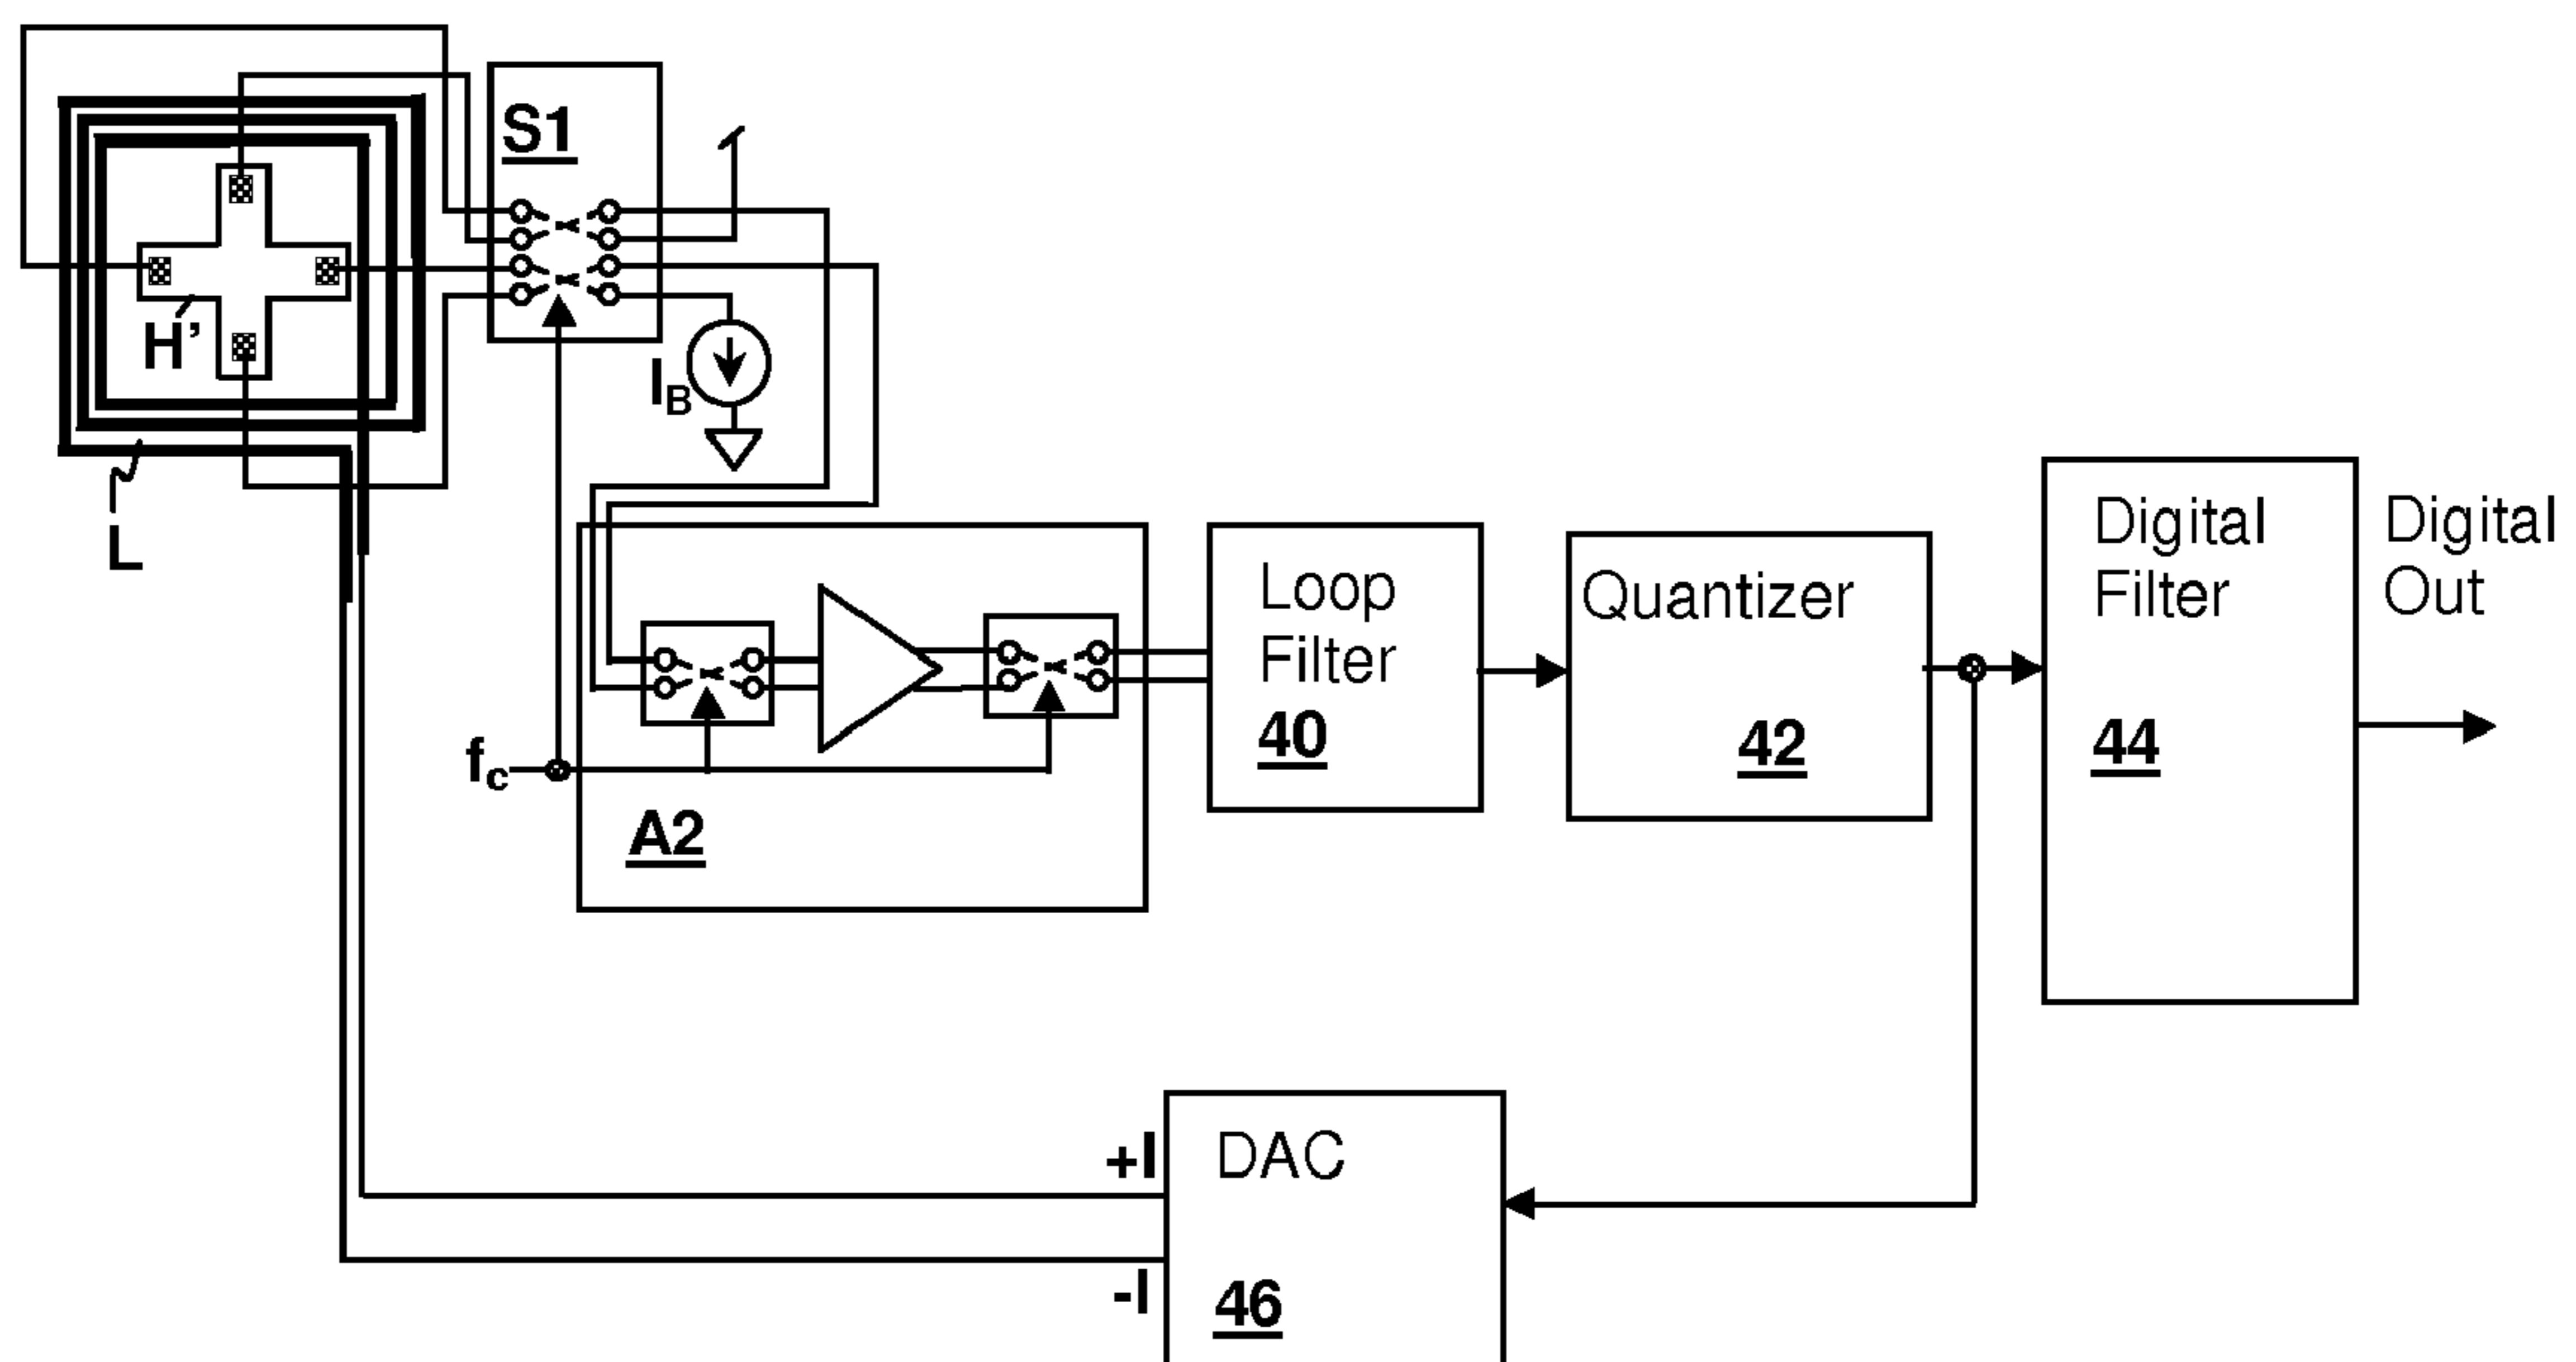 S1
H'
I_B
L
Loop
Filter
40
Quantizer
42
Digital
Filter
44
Digital
Out
f_c
A2
+I
DAC
-I
46